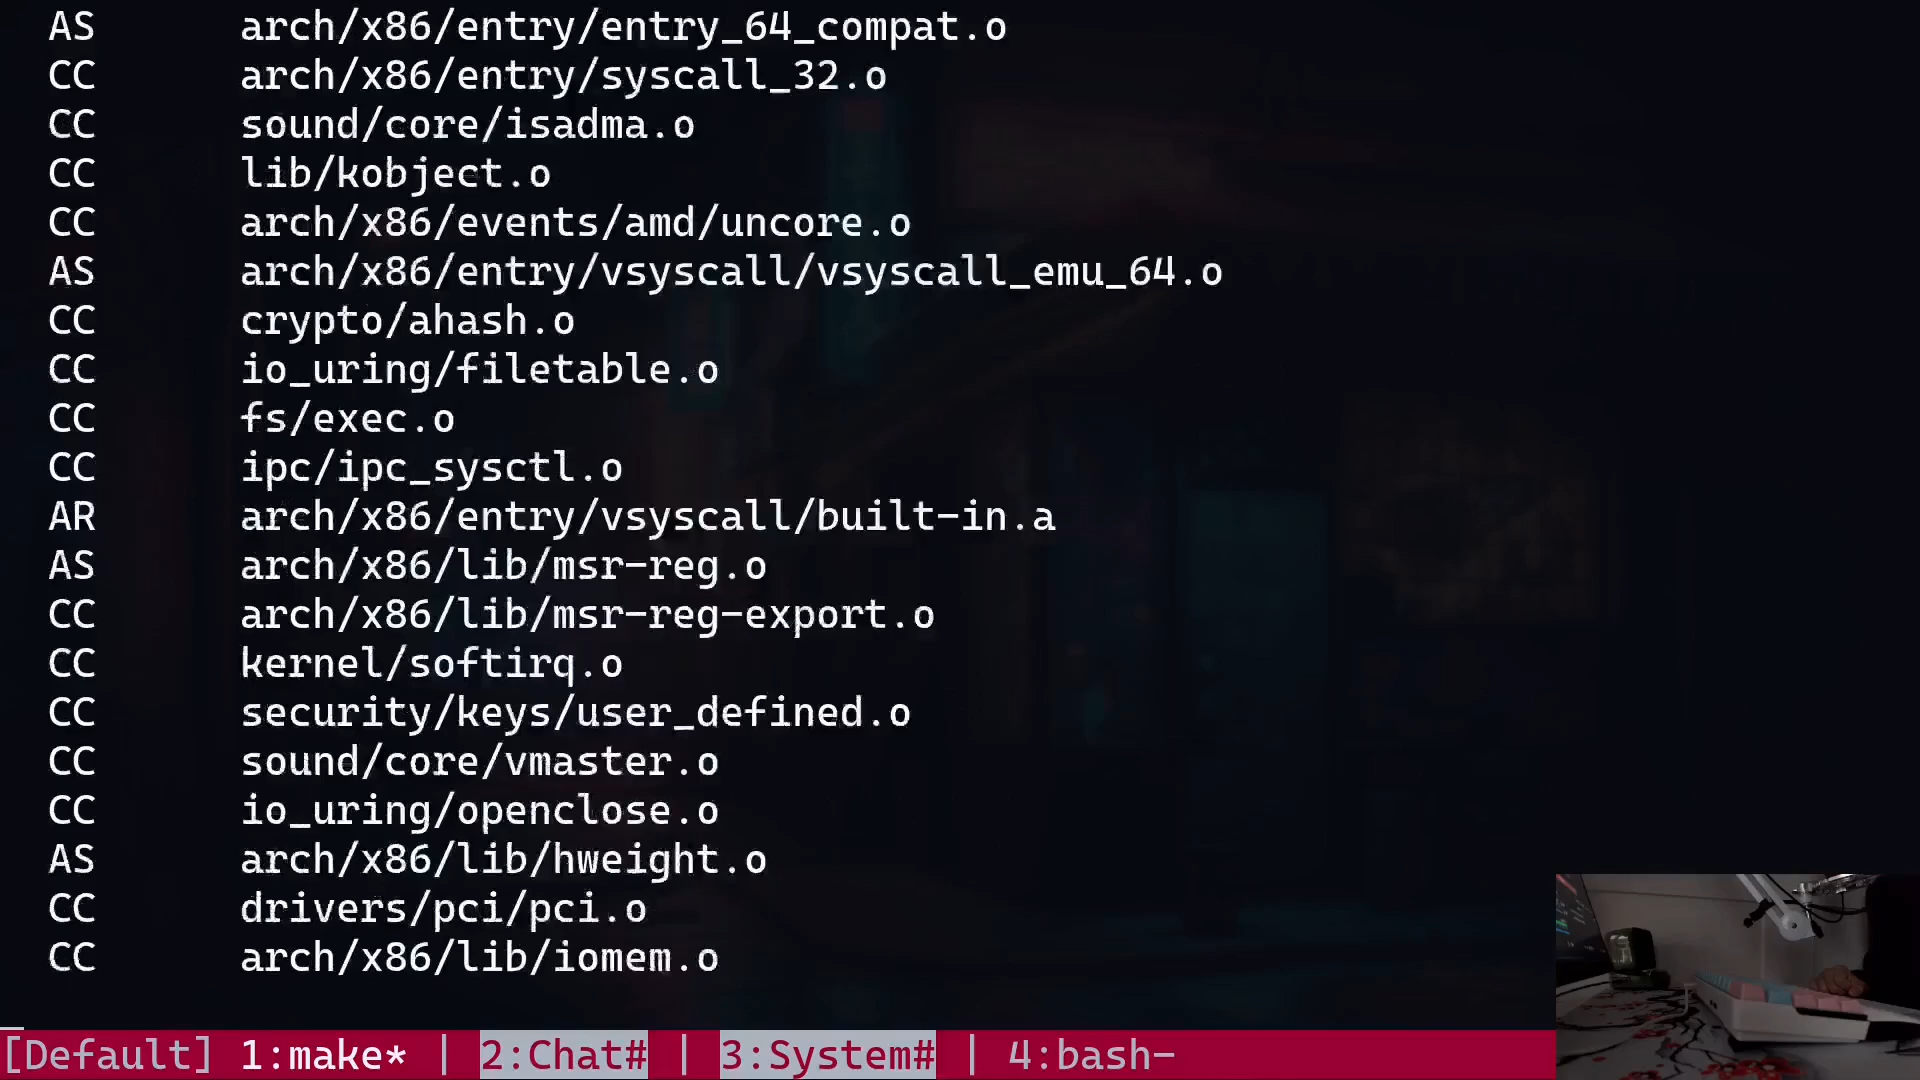 AS arch/x86/entry/entry_64_compat.o
CC arch/x86/entry/syscall_32.o
CC sound/core/isadma.o
CC lib/kobject.o
CC arch/x86/events/amd/uncore.o
AS arch/x86/entry/vsyscall/vsyscall_emu_64.o
CC crypto/ahash.o
CC io_uring/filetable.o
CC fs/exec.o
CC ipc/ipc_sysctl.o
AR arch/x86/entry/vsyscall/built-in.a
AS arch/x86/lib/msr-reg.o
CC arch/x86/lib/msr-reg-export.o
CC kernel/softirq.o
CC security/keys/user_defined.o
CC sound/core/vmaster.o
CC io_uring/openclose.o
AS arch/x86/lib/hweight.o
CC drivers/pci/pci.o
CC arch/x86/lib/iomem.o
[Default] 1:make* | 2:Chat# | 3:System# | 4:bash-